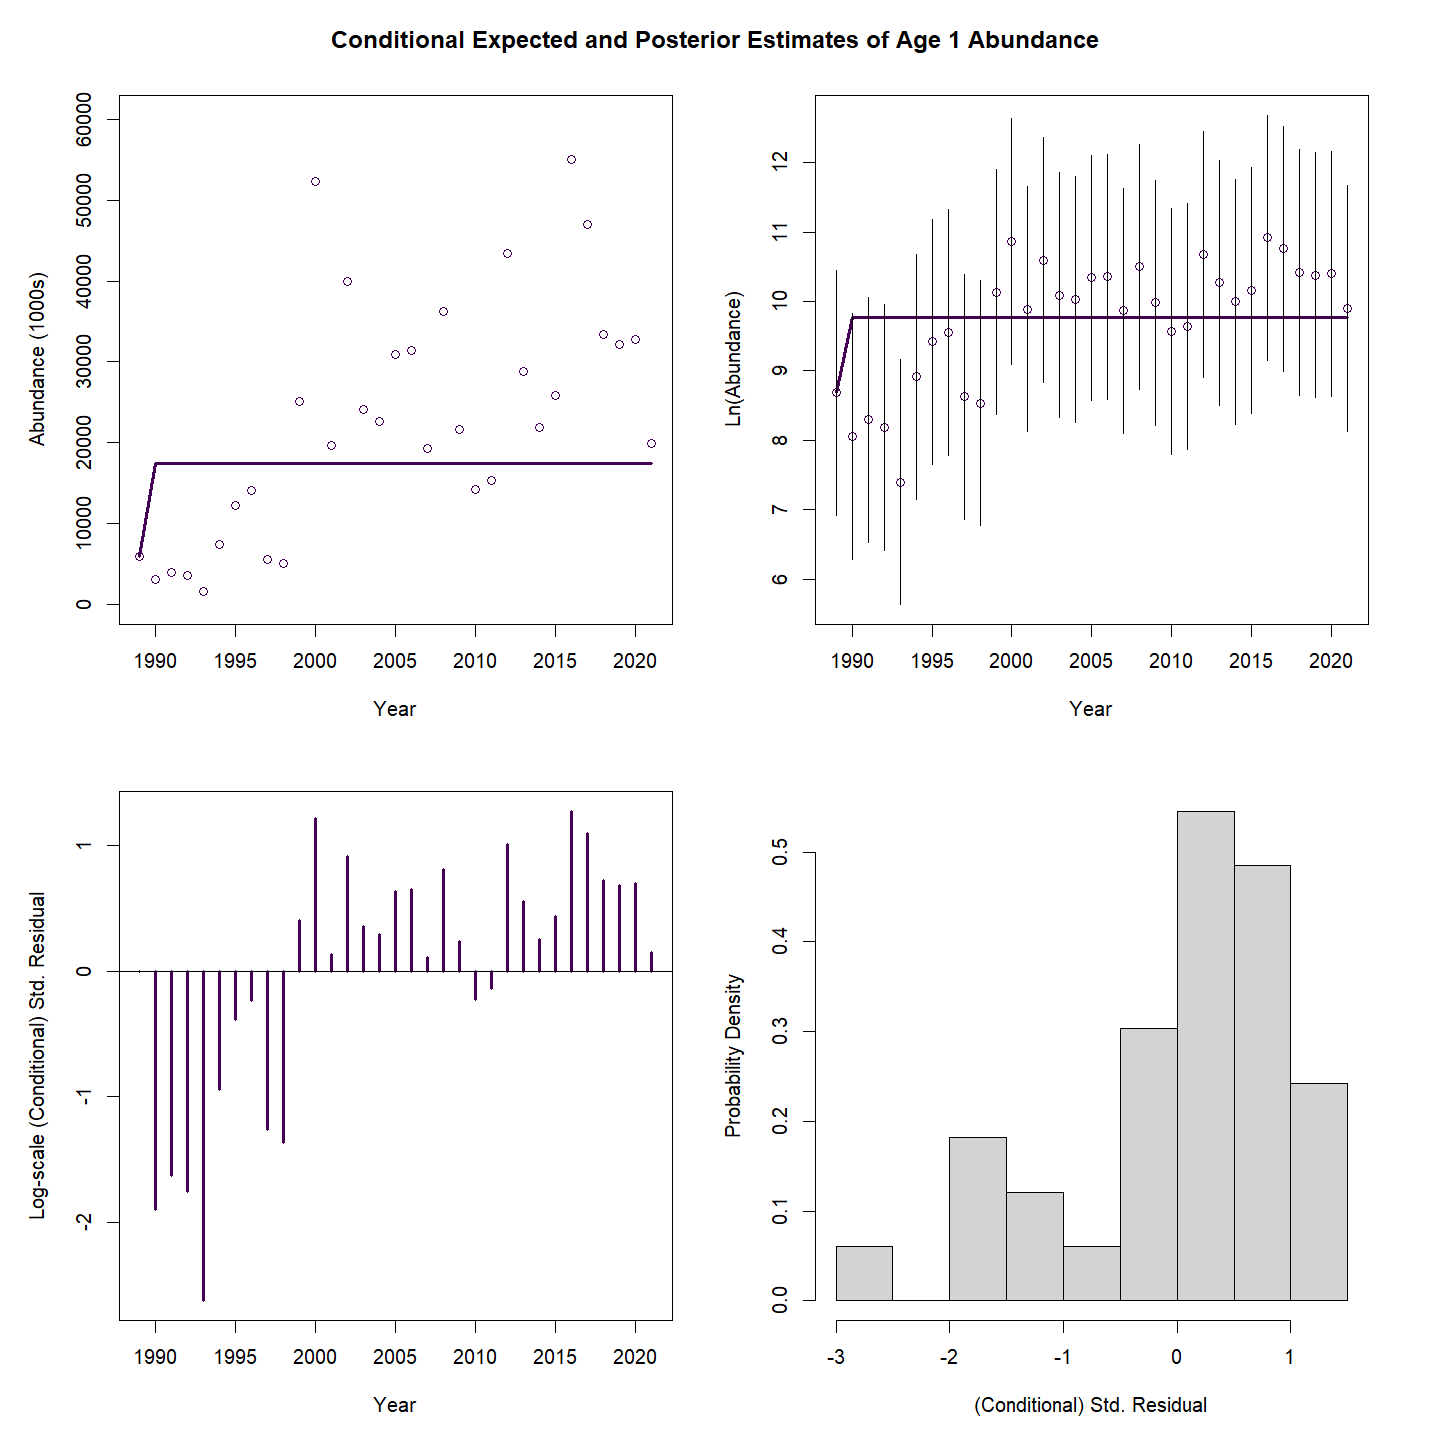 Conditional Expected and Posterior Estimates of Age 1 Abundance
Abundance (1000s)
60000
50000
40000
30000
20000
10000
0
1990 1995 2000 2005 2010 2015 2020
Year
Ln(Abundance)
12
11
10
9
8
7
6
1990 1995 2000 2005 2010 2015 2020
Year
Log-scale (Conditional) Std. Residual
1
0
-1
-2
1990 1995 2000 2005 2010 2015 2020
Year
Probability Density
0.5
0.4
0.3
0.2
0.1
0.0
-3 -2 -1 0 1
(Conditional) Std. Residual